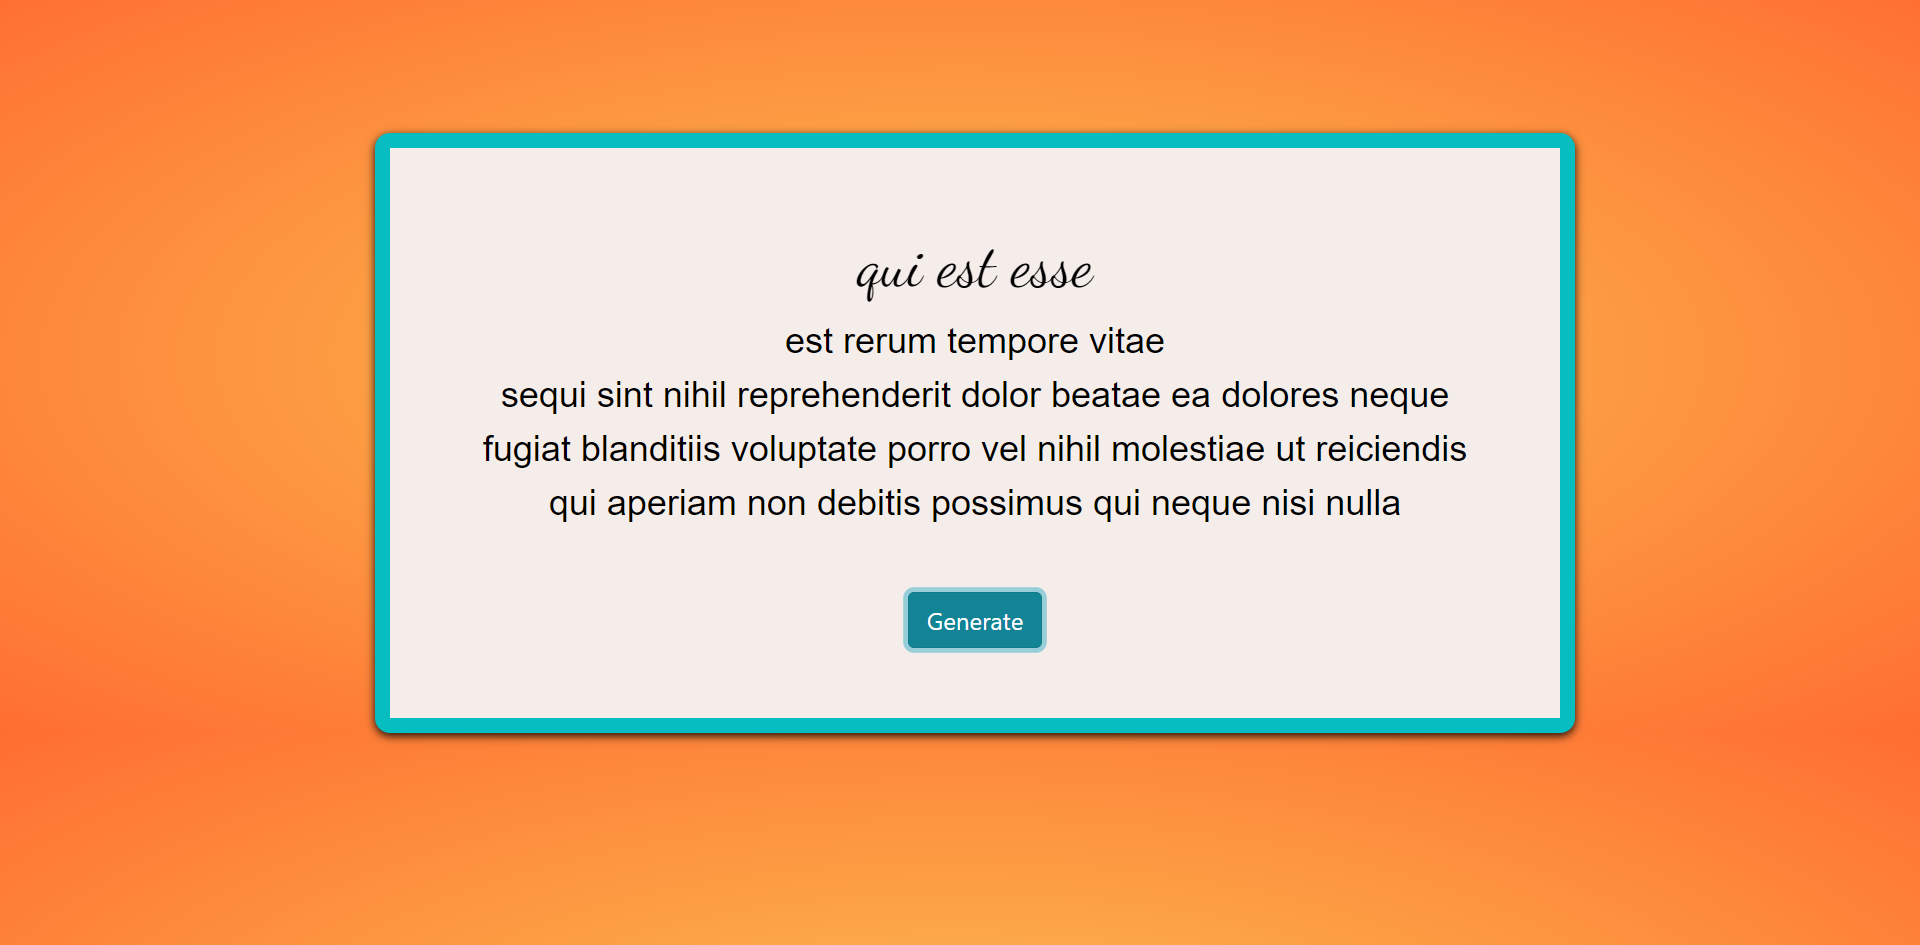 qui est esse
est rerum tempore vitae
sequi sint nihil reprehenderit dolor beatae ea dolores neque
fugiat blanditiis voluptate porro vel nihil molestiae ut reiciendis
qui aperiam non debitis possimus qui neque nisi nulla
Generate